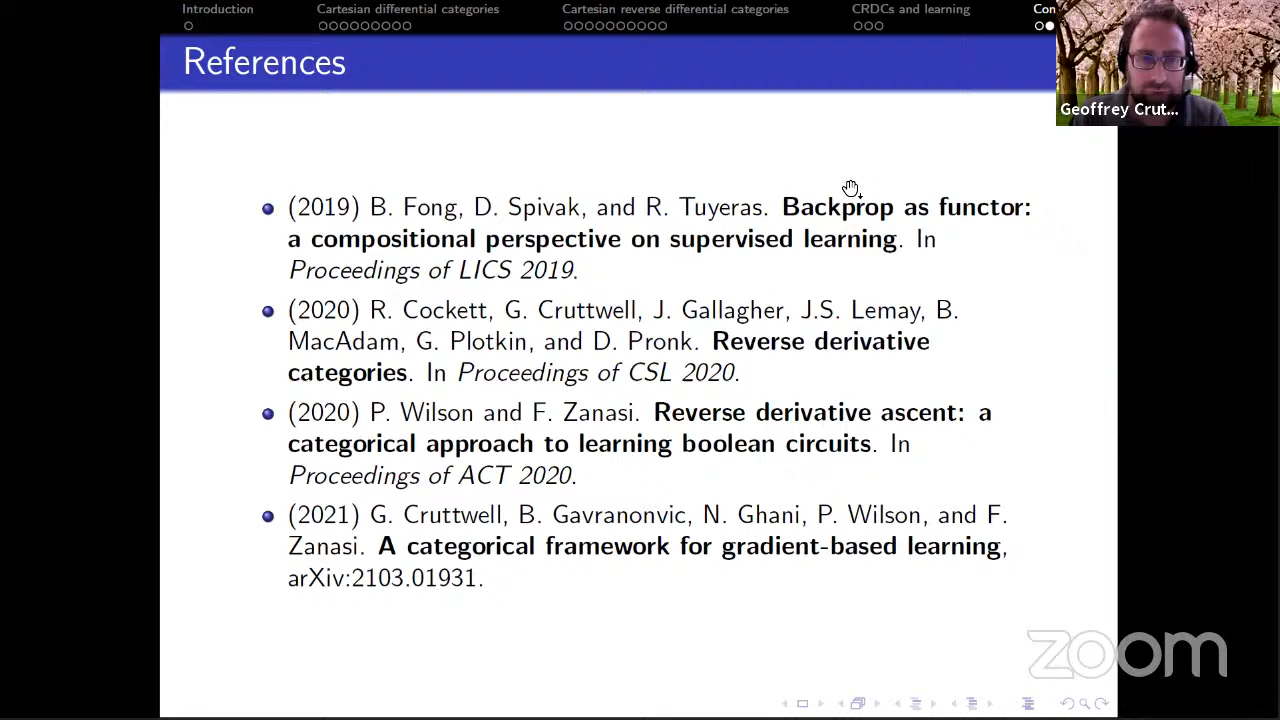 Introduction
Cartesian differential categories
Cartesian reverse differential categories
CRDCs and learning
Con
References
Geoffrey Crut...
(2019) B. Fong, D. Spivak, and R. Tuyeras. Backprop as functor:
a compositional perspective on supervised learning. In
Proceedings of LICS 2019.
(2020) R. Cockett, G. Cruttwell, J. Gallagher, J.S. Lemay, B.
MacAdam, G. Plotkin, and D. Pronk. Reverse derivative
categories. In Proceedings of CSL 2020.
(2020) P. Wilson and F. Zanasi. Reverse derivative ascent: a
categorical approach to learning boolean circuits. In
Proceedings of ACT 2020.
(2021) G. Cruttwell, B. Gavranonvic, N. Ghani, P. Wilson, and F.
Zanasi. A categorical framework for gradient-based learning,
arXiv:2103.01931.
zoom